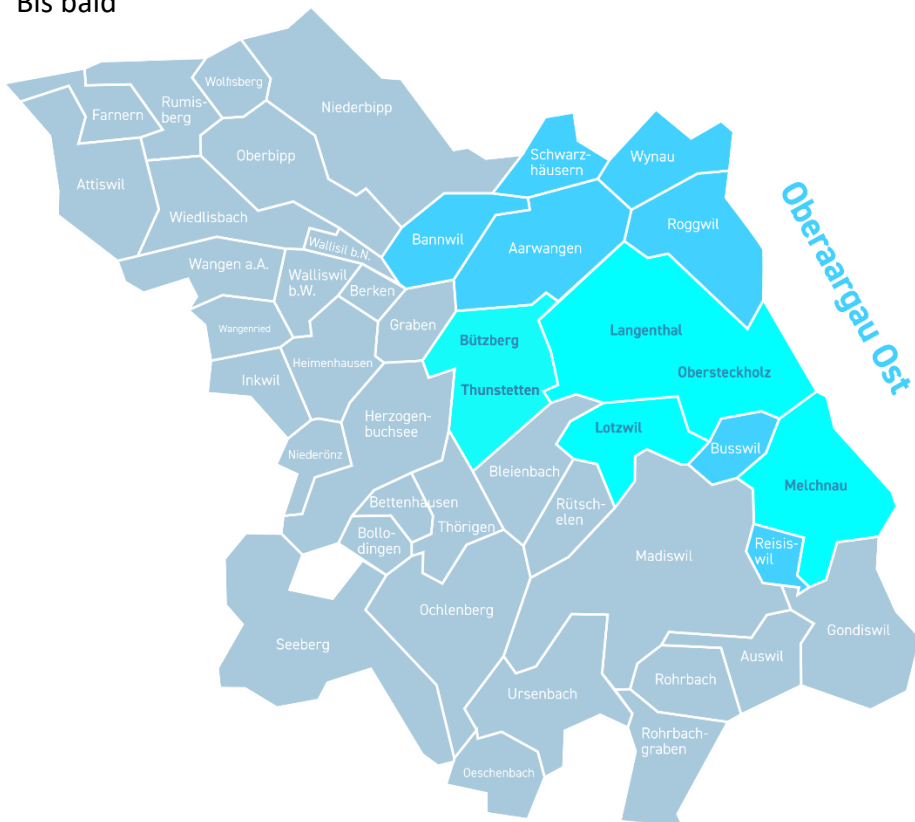 Bis bald
Wolfisberg
Rumis-
berg
Farnern
Niederbipp
Oberbipp
Attiswil
Wiedlisbach
Schwarz-
häusern
Wynau
Oberaargau Ost
Roggwil
Bannwil
Aarwangen
Wallisil b.N.
Wangen a.A.
Walliswil
b.W.
Berken
Graben
Wangenried
Heimenhausen
Inkwil
Bützberg
Thunstetten
Langenthal
Obersteckholz
Herzogen-
buchsee
Lotzwil
Busswil
Niederönz
Bleienbach
Melchnau
Bettenhausen
Thörigen
Rütsch-
elen
Bollo-
dingen
Madiswil
Reisis-
wil
Ochlenberg
Gondiswil
Seeberg
Auswil
Rohrbach
Ursenbach
Rohrbach-
graben
Oeschenbach